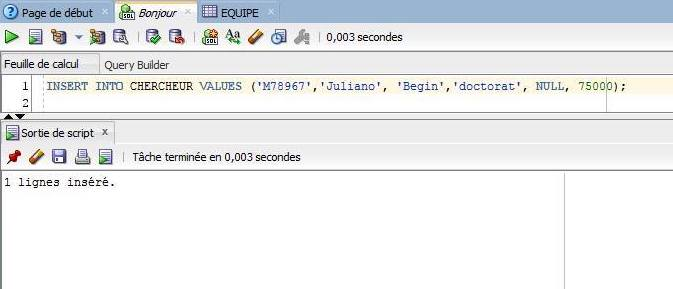 Page de début Bonjour EQUIPE
0,003 secondes
Feuille de calcul Query Builder
1 INSERT INTO CHERCHEUR VALUES ('M78967','Juliano', 'Begin','doctorat', NULL, 75000);
2
Sortie de script x
Tâche terminée en 0,003 secondes
1 lignes inséré.